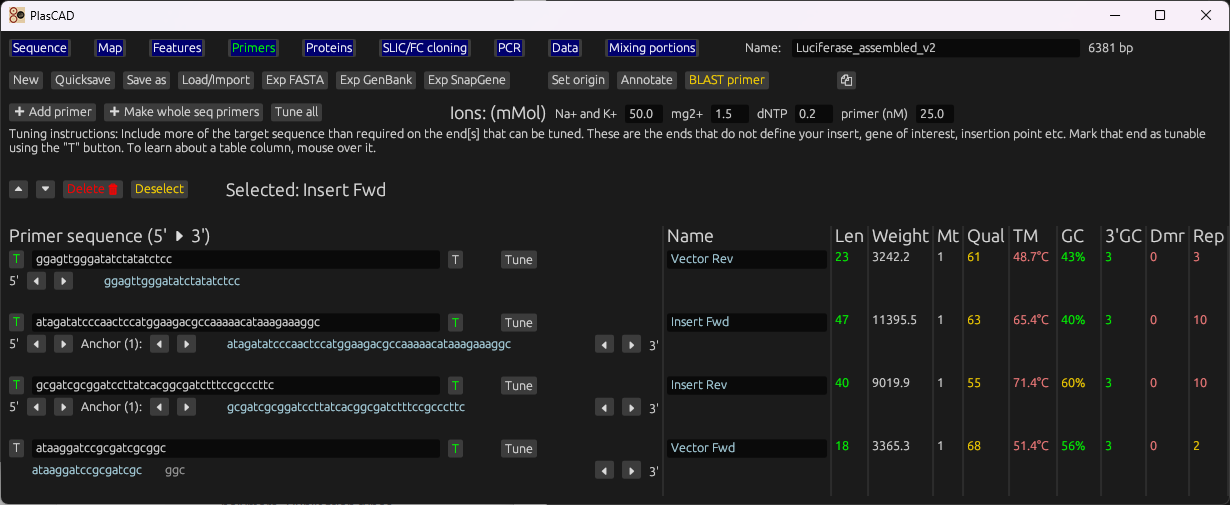 PlasCAD
Sequence Map Features Primers Proteins SLIC/FC cloning PCR Data Mixing portions Name: Luciferase_assembled_v2 6381 bp
New Quicksave Save as Load/Import Exp FASTA Exp GenBank Exp SnapGene Set origin Annotate BLAST primer
+ Add primer + Make whole seq primers Tune all Ions: (mMol) Na+ and K+ 50.0 mg2+ 1.5 dNTP 0.2 primer (nM) 25.0
Tuning instructions: Include more of the target sequence than required on the end[s] that can be tuned. These are the ends that do not define your insert, gene of interest, insertion point etc. Mark that end as tunable
using the "T" button. To learn about a table column, mouse over it.
Delete Deselect Selected: Insert Fwd
Primer sequence (5' ▶ 3') Name Len Weight Mt Qual TM GC 3'GC Dmr Rep
T ggagttgggatatctatatctcc T Tune Vector Rev 23 3242.2 1 61 48.7°C 43% 3 0 3
5' ggagttgggatatctatatctcc
T atagatatcccaactccatggaagacgccaaaaacataaagaaaggc T Tune Insert Fwd 47 11395.5 1 63 65.4°C 40% 3 0 10
5' Anchor (1): atagatatcccaactccatggaagacgccaaaaacataaagaaaggc 3'
T gcgatcgcggatccttatcacggcgatctttccgcccttc T Tune Insert Rev 40 9019.9 1 55 71.4°C 60% 3 0 10
5' Anchor (1): gcgatcgcggatccttatcacggcgatctttccgcccttc 3'
T ataaggatccgcgatcgcggc T Tune Vector Fwd 18 3365.3 1 68 51.4°C 56% 3 0 2
ataaggatccgcgatcgc ggc 3'